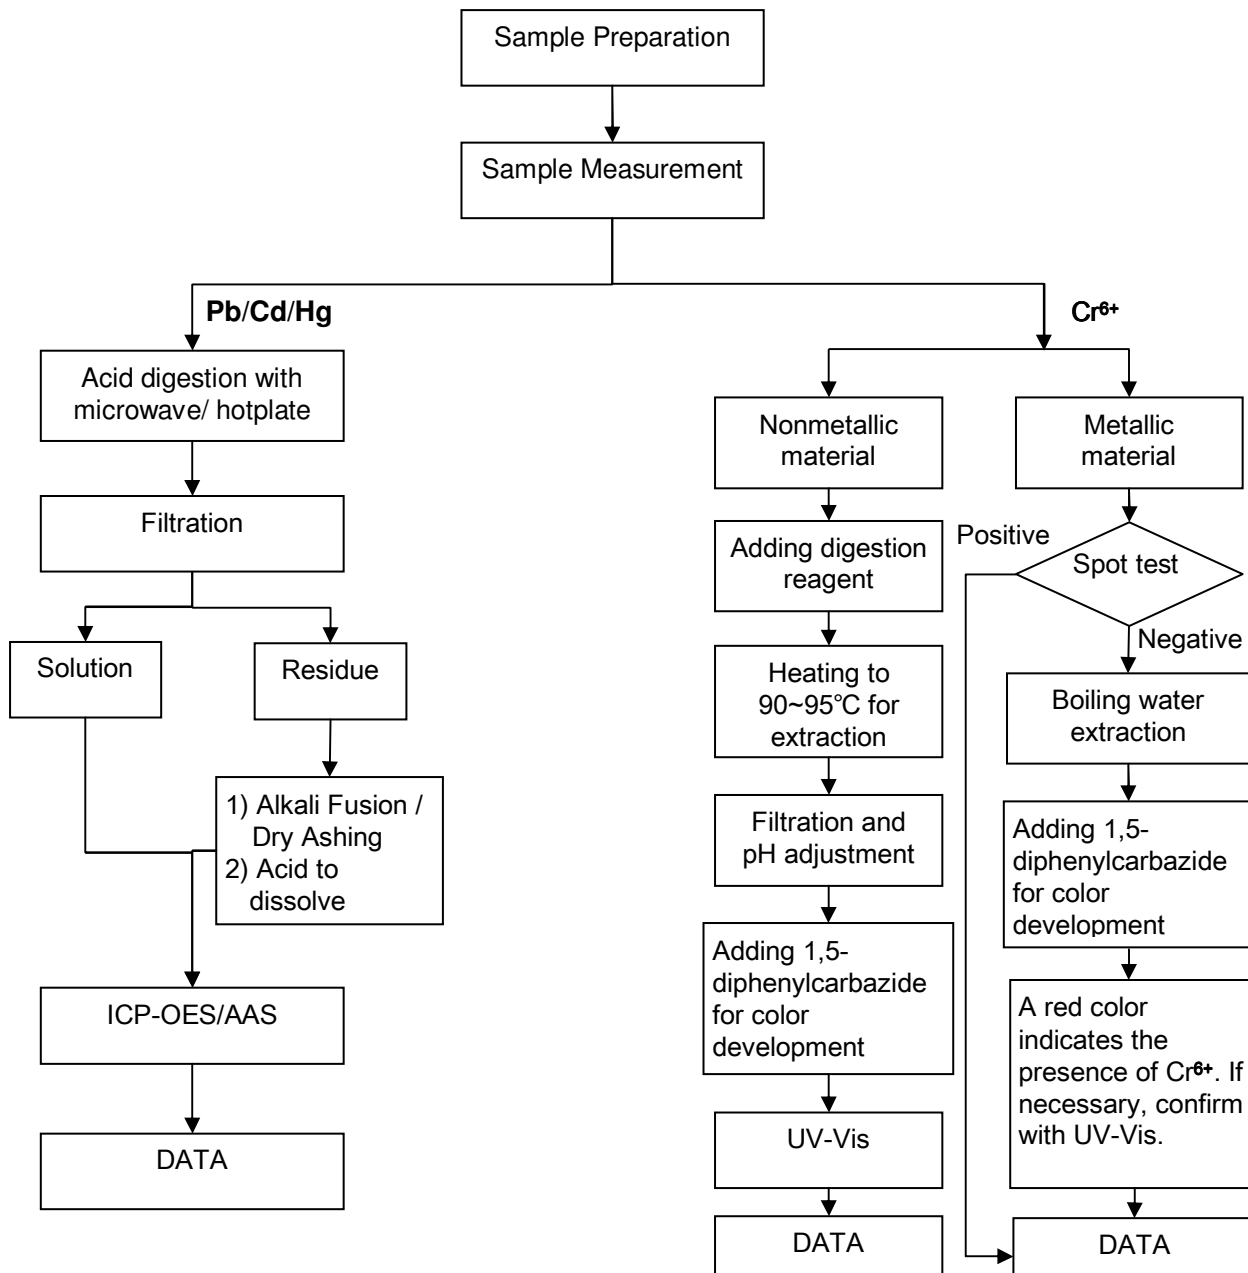 Sample Preparation
Sample Measurement
Pb/Cd/Hg
Acid digestion with
microwave/ hotplate
Filtration
Solution
Residue
1) Alkali Fusion /
Dry Ashing
2) Acid to
dissolve
ICP-OES/AAS
DATA
Cr⁶⁺
Nonmetallic
material
Adding digestion
reagent
Heating to
90~95℃ for
extraction
Filtration and
pH adjustment
Adding 1,5-
diphenylcarbazide
for color
development
UV-Vis
DATA
Metallic
material
Spot test
Positive
Negative
Boiling water
extraction
Adding 1,5-
diphenylcarbazide
for color
development
A red color
indicates the
presence of Cr⁶⁺. If
necessary, confirm
with UV-Vis.
DATA